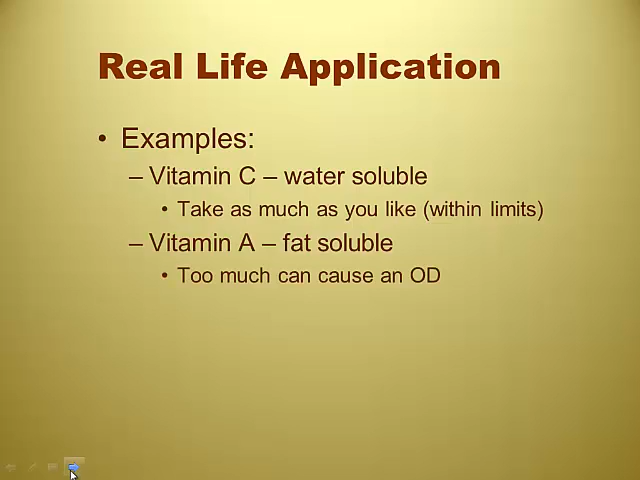 Real Life Application
• Examples:
– Vitamin C – water soluble
• Take as much as you like (within limits)
– Vitamin A – fat soluble
• Too much can cause an OD